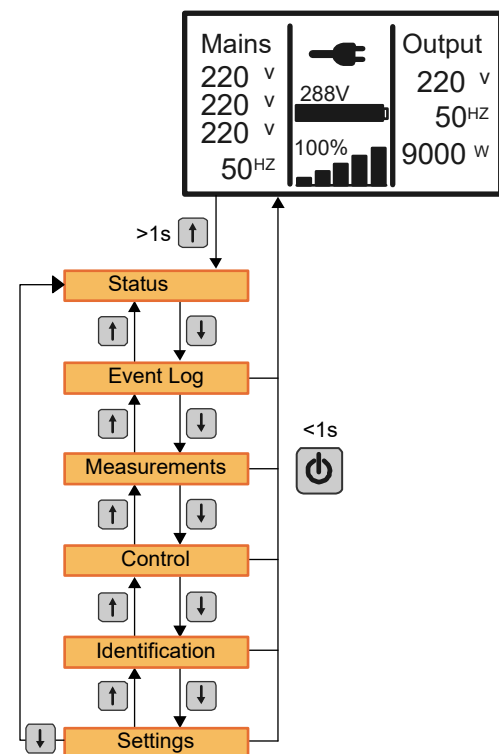 Mains
220 v
220 v
220 v
50HZ
288V
100%
Output
220 v
50HZ
9000 W
>1s
Status
Event Log
<1s
Measurements
Control
Identification
Settings